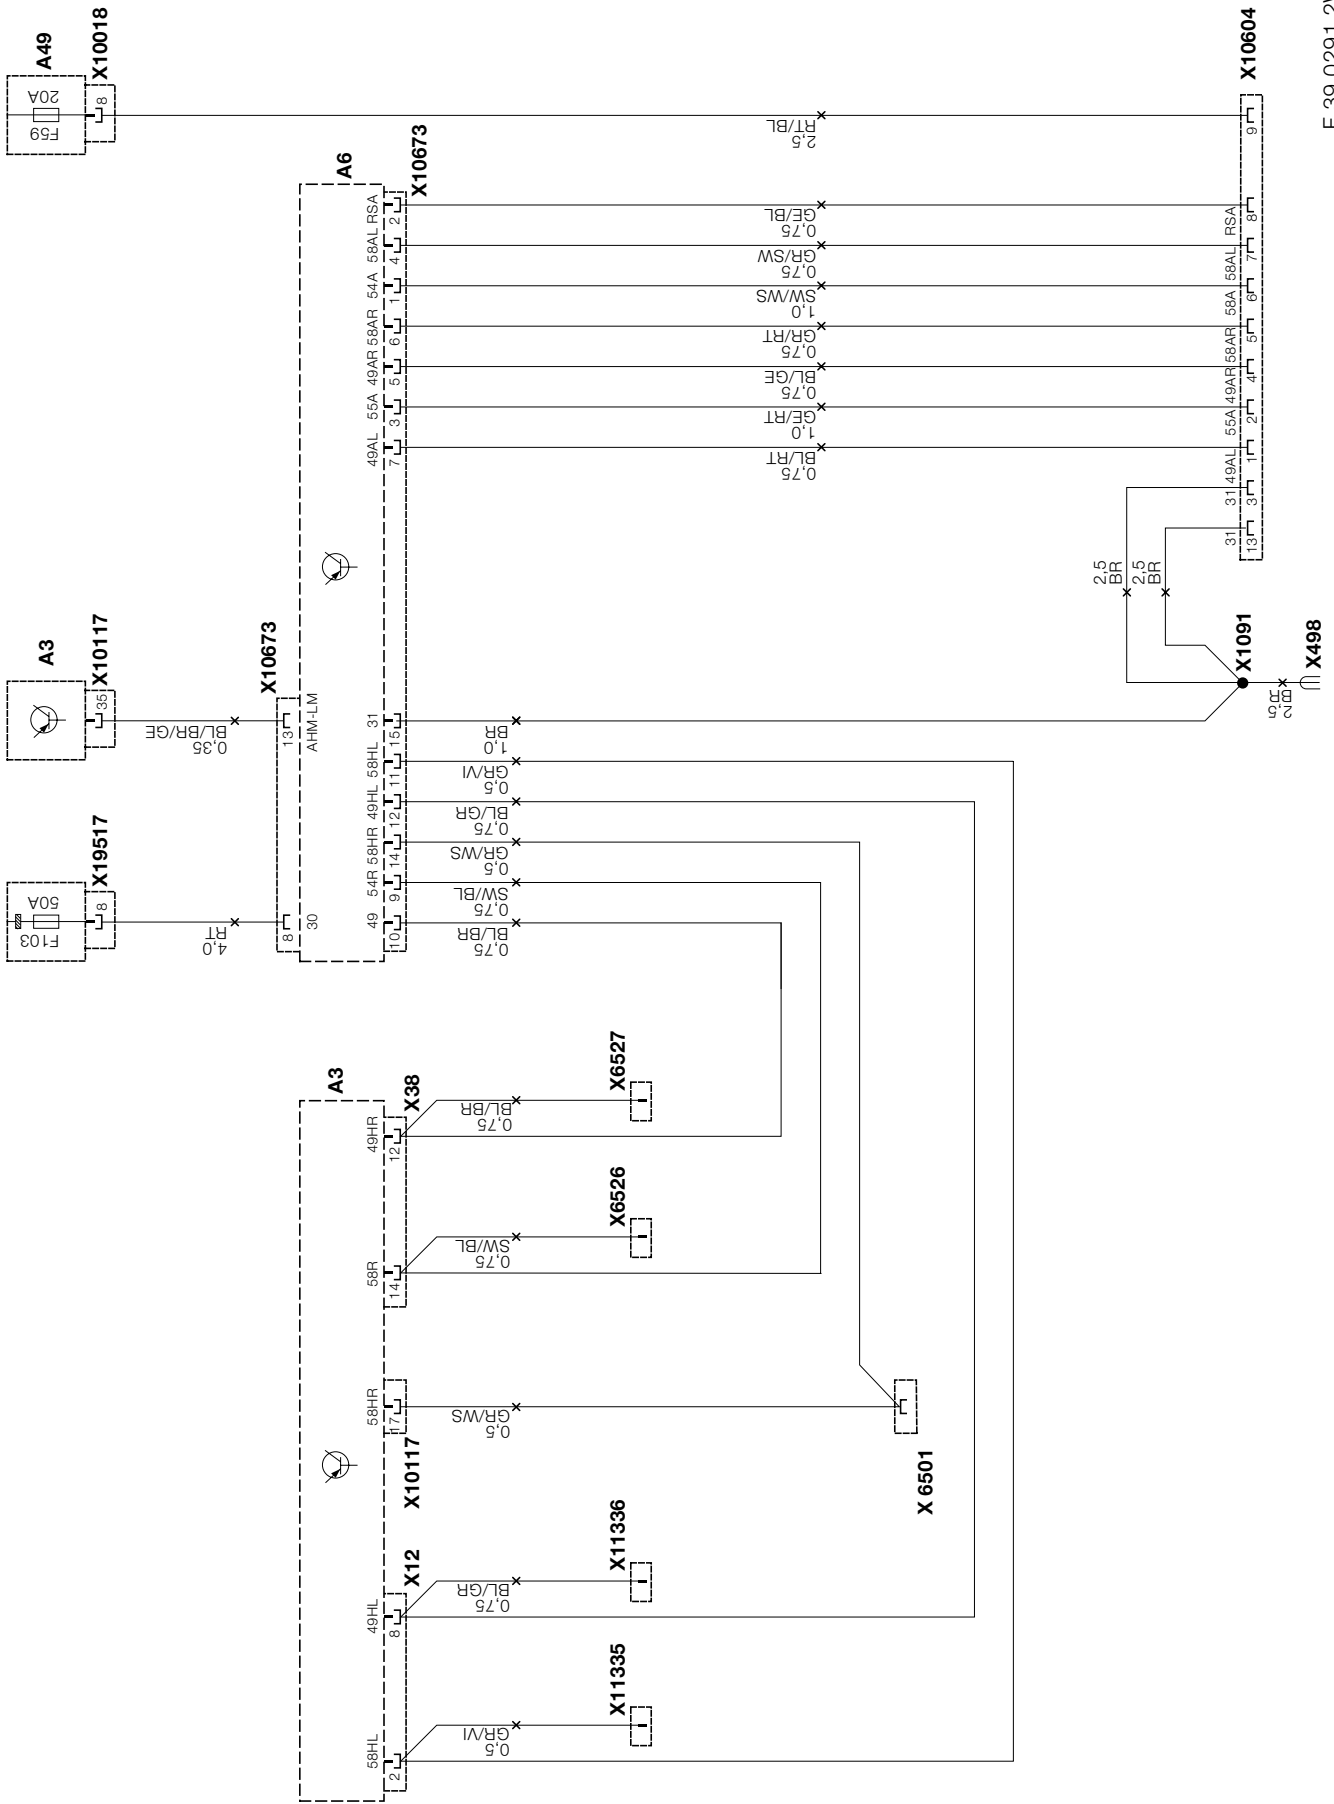 A49
F59
20A
X10018
8
A3
X10117
35
F103
50A
X19517
8
2,5
RT/BL
0,35
BL/BR/GE
4,0
RT
X10673
13
AHM-LM
8
30
A6
X10673
RSA
2
58AL
4
54A
1
58AR
6
49AR
5
55A
3
49AL
7
31
15
58HL
11
49HL
12
58HR
14
54R
9
49
10
0,75
GE/BL
0,75
GR/SW
1,0
SW/WS
0,75
GR/RT
0,75
BL/GE
1,0
GE/RT
0,75
BL/RT
1,0
BR
0,5
GR/VI
0,75
BL/GR
0,5
GR/WS
0,75
SW/BL
0,75
BL/BR
X10604
9
RSA
8
58AL
7
58A
6
58AR
5
49AR
4
55A
2
49AL
1
31
3
31
13
2,5
BR
2,5
BR
X1091
2,5
BR
X498
A3
X38
49HR
12
0,75
BL/BR
X6527
58R
14
0,75
SW/BL
X6526
58HR
17
X10117
0,5
GR/WS
X 6501
X12
49HL
8
0,75
BL/GR
X11336
58HL
2
0,5
GR/VI
X11335